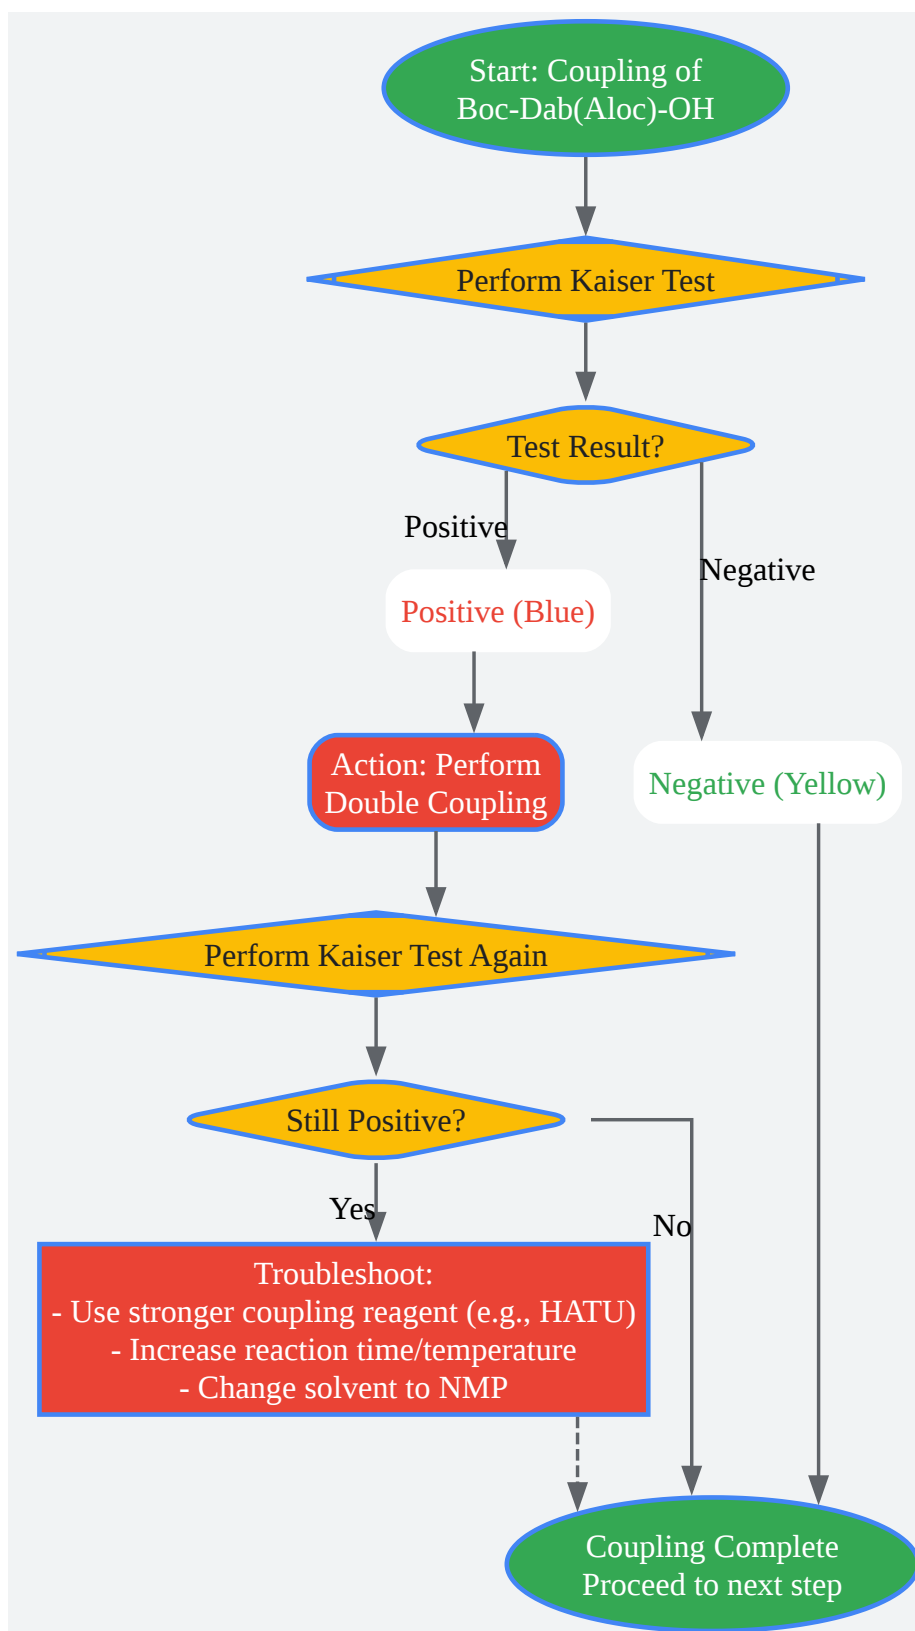 Start: Coupling of
Boc-Dab(Aloc)-OH
Perform Kaiser Test
Test Result?
Positive
Negative
Positive (Blue)
Action: Perform
Double Coupling
Negative (Yellow)
Perform Kaiser Test Again
Still Positive?
Yes
No
Troubleshoot:
- Use stronger coupling reagent (e.g., HATU)
- Increase reaction time/temperature
- Change solvent to NMP
Coupling Complete
Proceed to next step